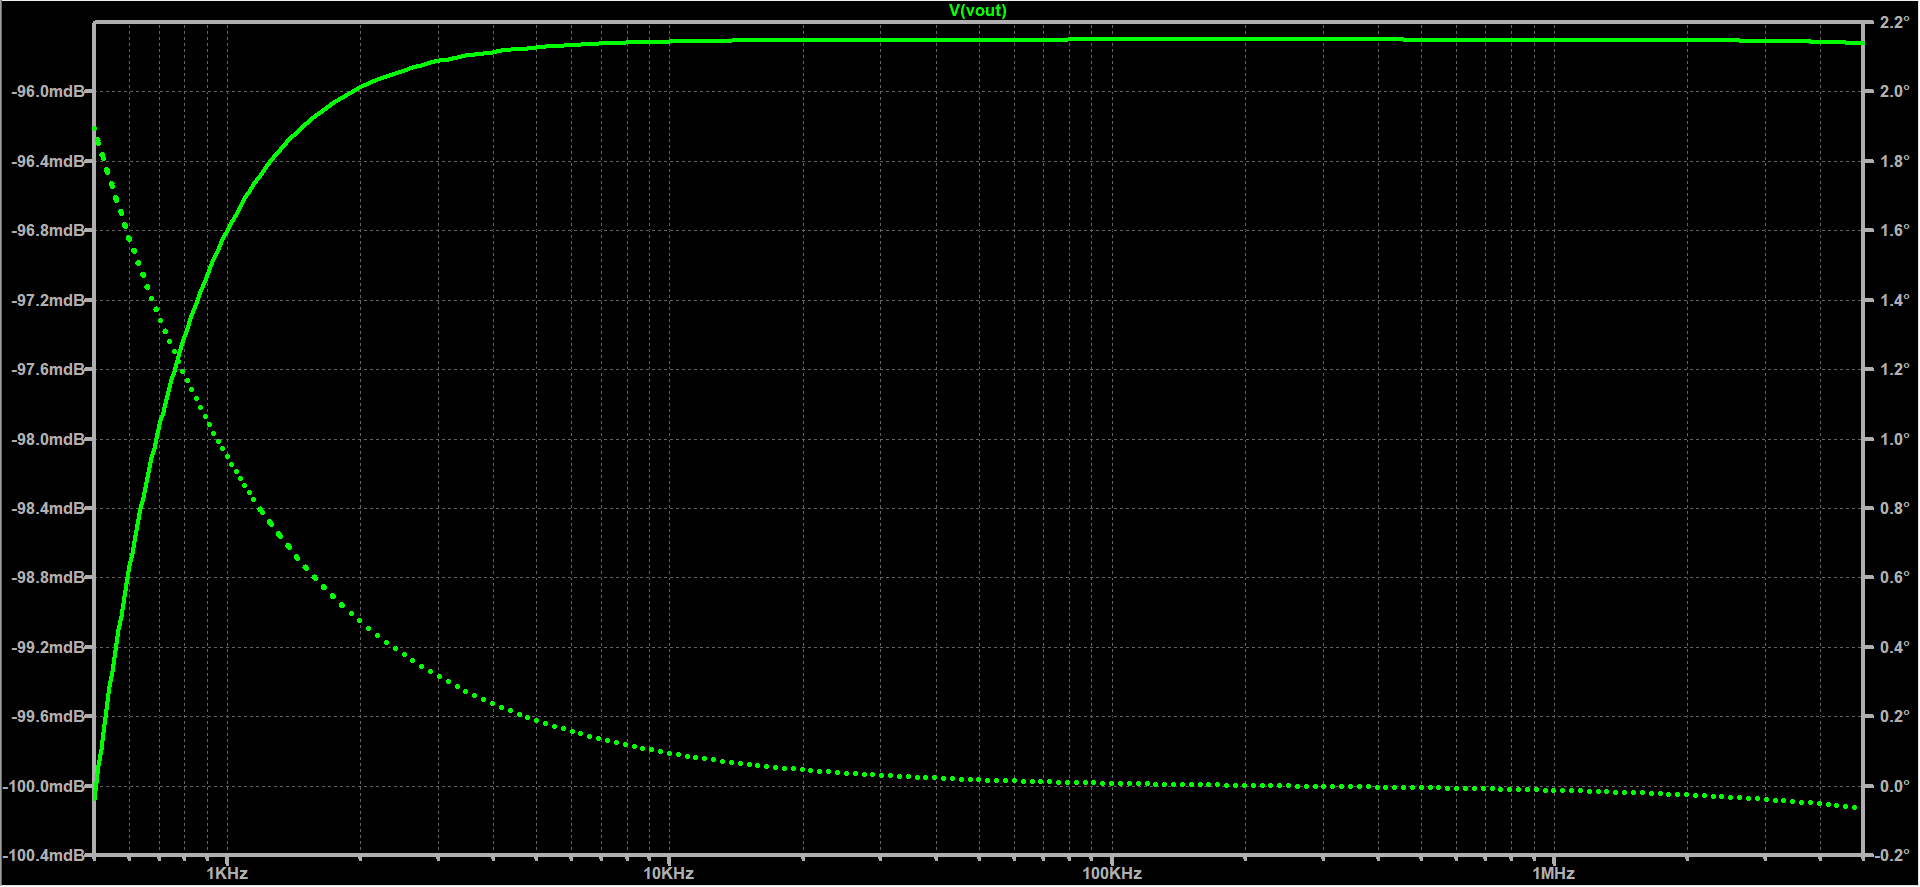 V(vout)
2.2°
-96.0mdB 2.0°
-96.4mdB 1.8°
-96.8mdB 1.6°
-97.2mdB 1.4°
-97.6mdB 1.2°
-98.0mdB 1.0°
-98.4mdB 0.8°
-98.8mdB 0.6°
-99.2mdB 0.4°
-99.6mdB 0.2°
-100.0mdB 0.0°
-100.4mdB -0.2°
1KHz 10KHz 100KHz 1MHz